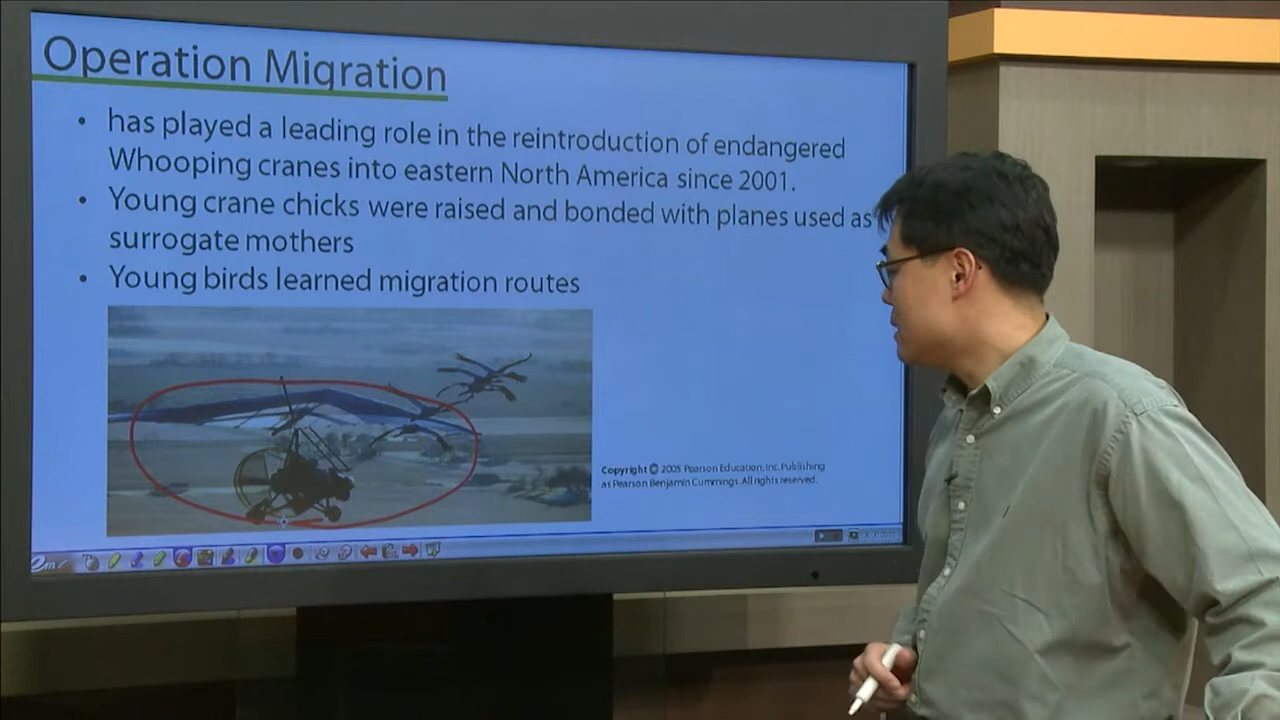 Operation Migration
• has played a leading role in the reintroduction of endangered
Whooping cranes into eastern North America since 2001.
• Young crane chicks were raised and bonded with planes used as
surrogate mothers
• Young birds learned migration routes
Copyright © 2005 Pearson Education, Inc. Publishing
as Pearson Benjamin Cummings. All rights reserved.